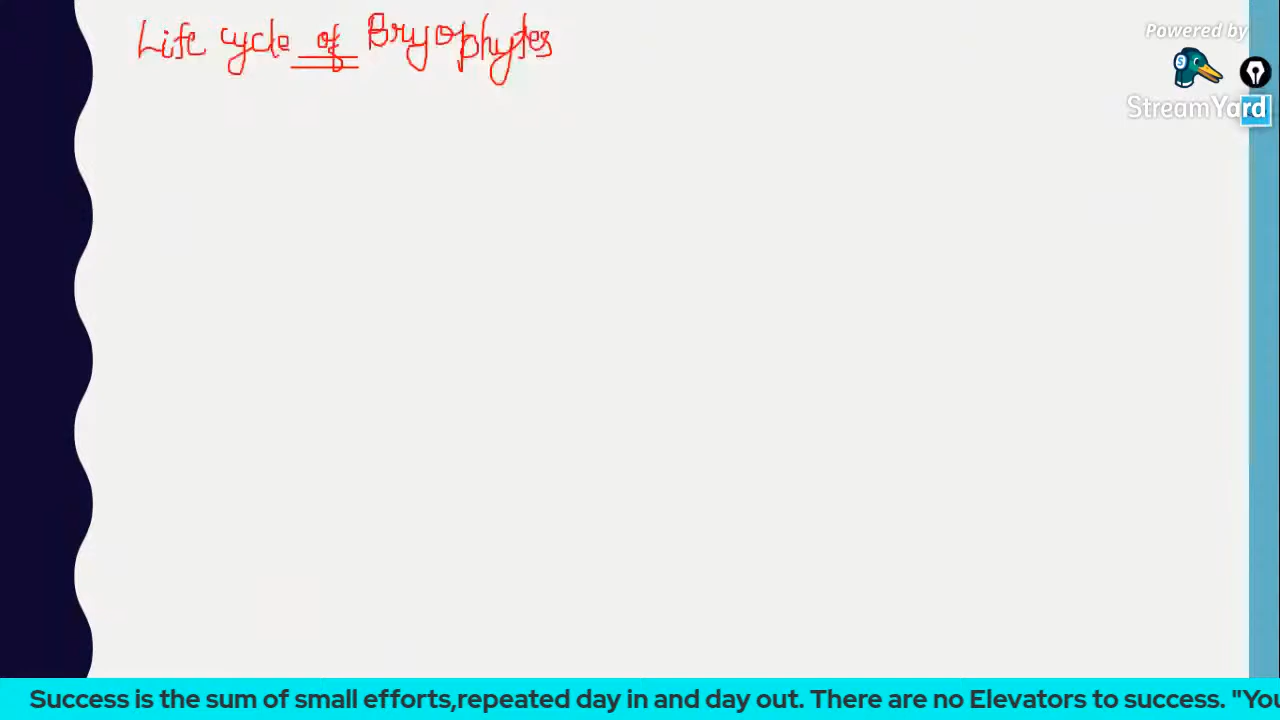 Life cycle of Bryophytes
Powered by
StreamYard
Success is the sum of small efforts,repeated day in and day out. There are no Elevators to success. "You